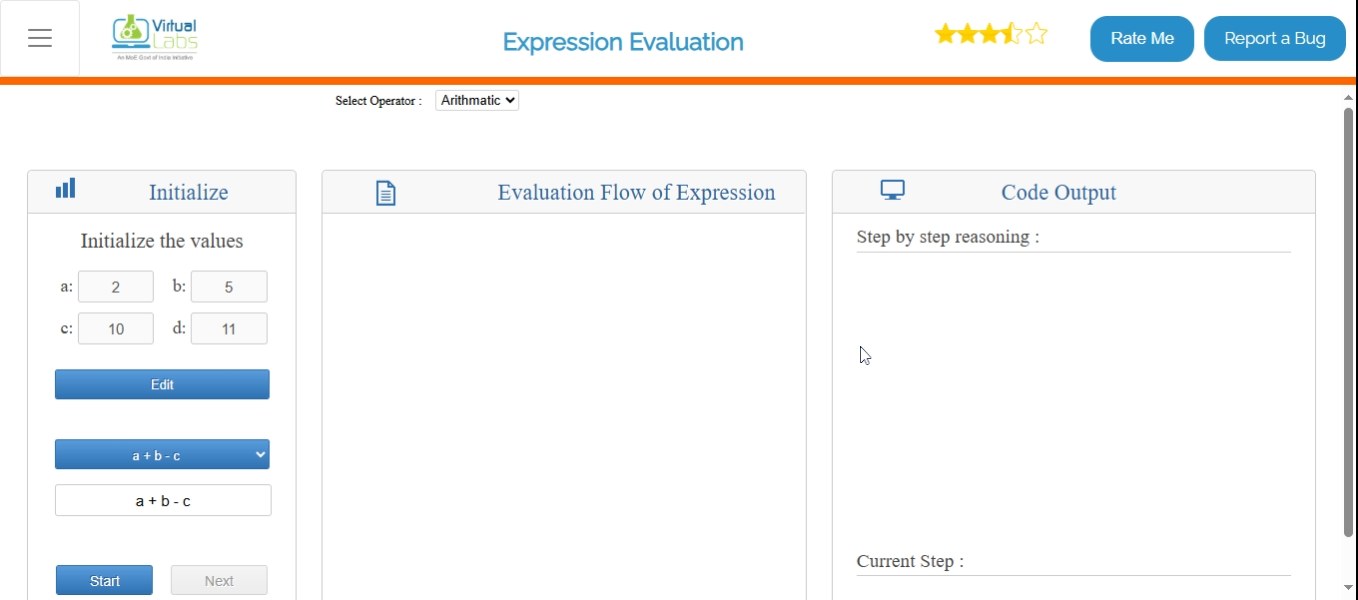 Virtual
Labs
An MoE Govt of India Initiative
Expression Evaluation
Rate Me
Report a Bug
Select Operator :
Arithmatic
Initialize
Initialize the values
a: 2 b: 5
c: 10 d: 11
Edit
a + b - c
a + b - c
Start
Next
Evaluation Flow of Expression
Code Output
Step by step reasoning :
Current Step :